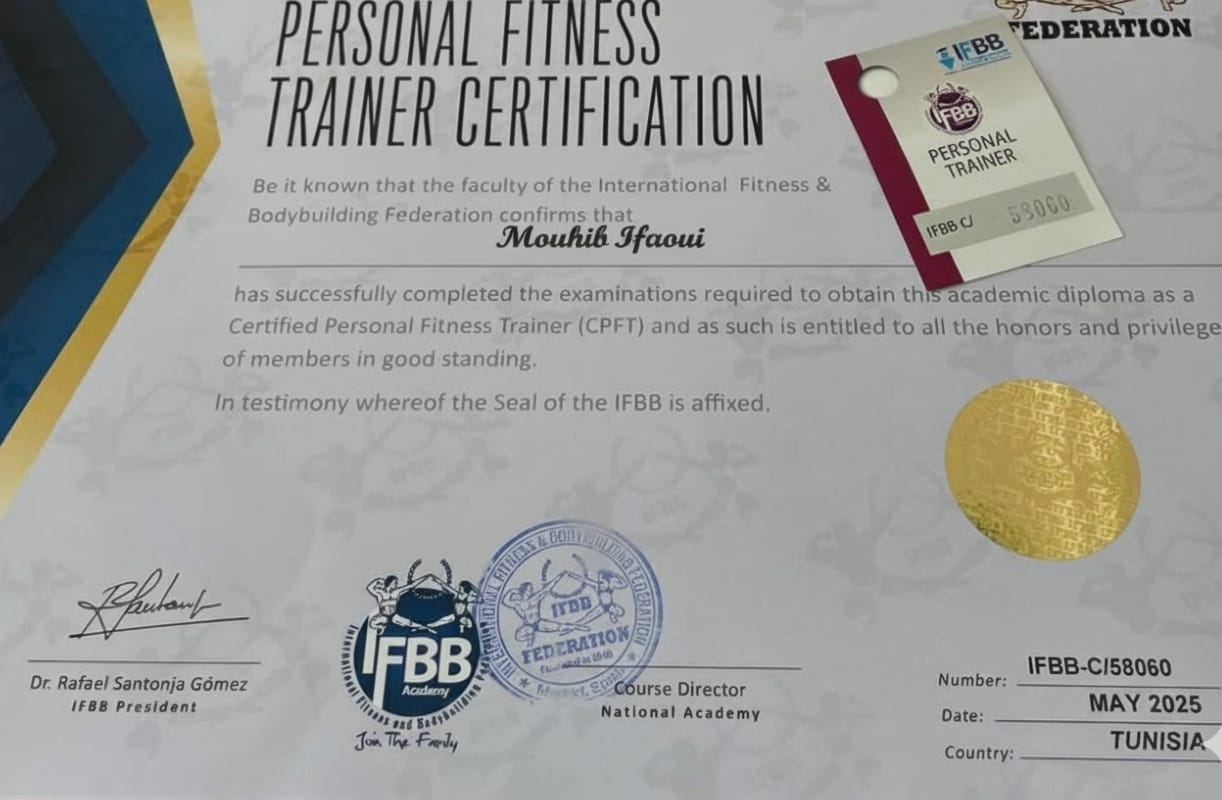 PERSONAL FITNESS
TRAINER CERTIFICATION
FEDERATION
IFBB
IFBB
PERSONAL
TRAINER
IFBB C/ 58060
Be it known that the faculty of the International Fitness &
Bodybuilding Federation confirms that
Mouhib Ifaoui
has successfully completed the examinations required to obtain this academic diploma as a
Certified Personal Fitness Trainer (CPFT) and as such is entitled to all the honors and privilege
of members in good standing.
In testimony whereof the Seal of the IFBB is affixed.
Dr. Rafael Santonja Gómez
IFBB President
IFBB
Academy
International Fitness and Bodybuilding
Join The Family
INTERNATIONAL FITNESS & BODYBUILDING FEDERATION
IFBB
FEDERATION
Course Director
National Academy
Number: IFBB-C/58060
Date: MAY 2025
Country: TUNISIA